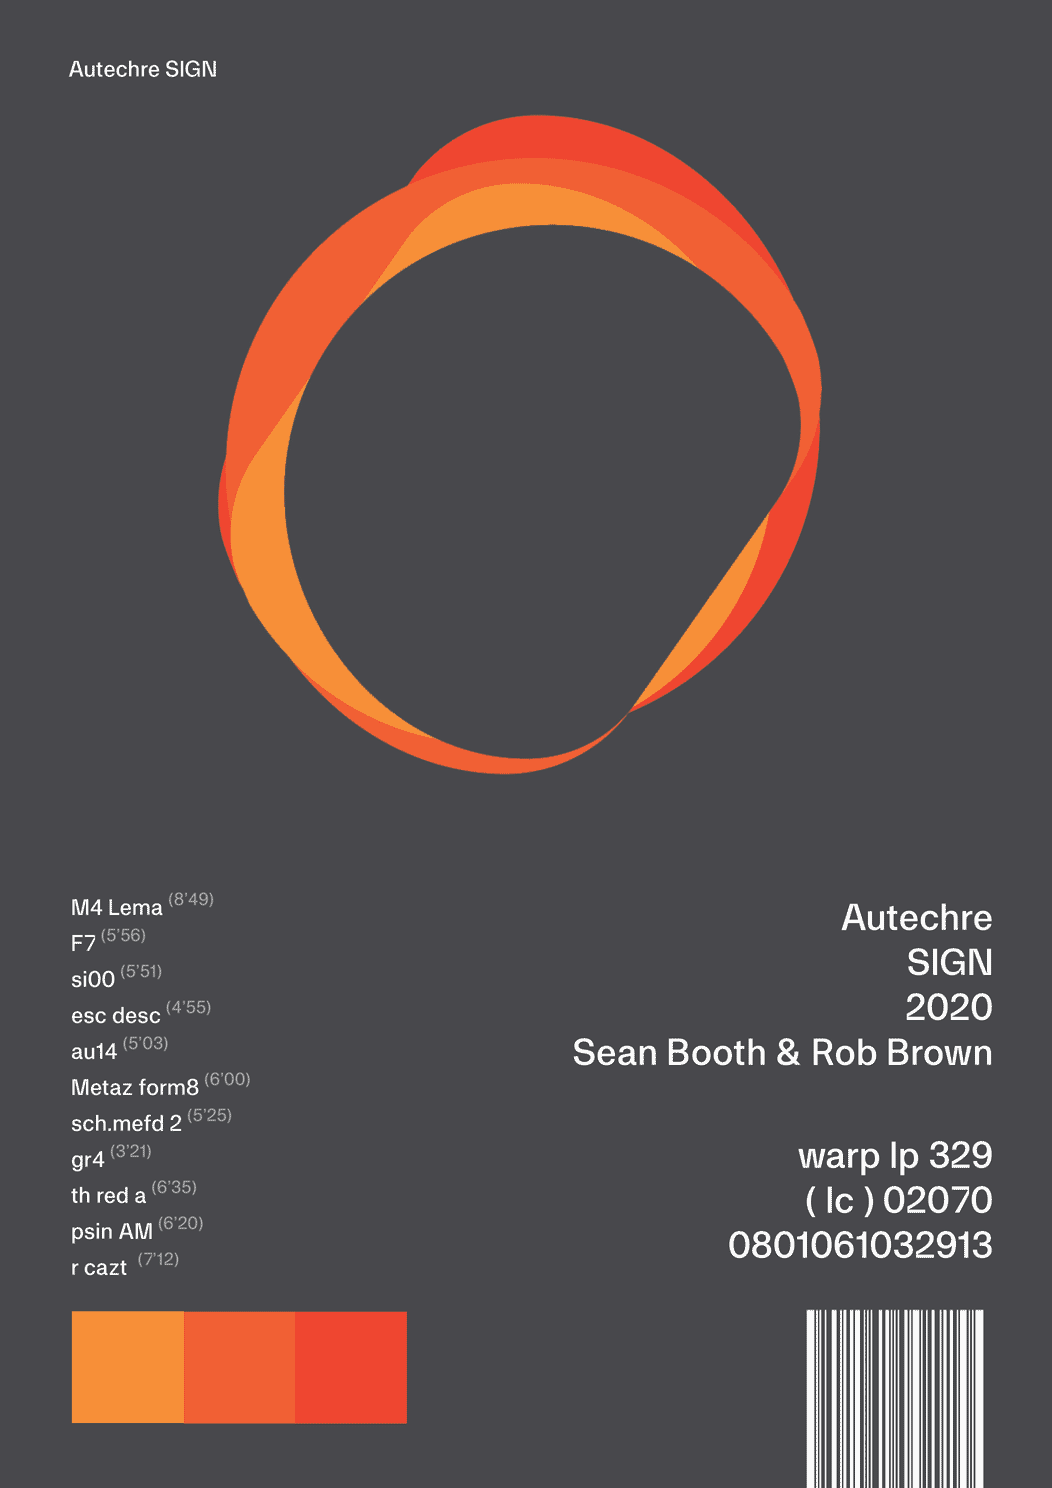 Autechre SIGN
M4 Lema (8'49)
F7 (5'56)
si00 (5'51)
esc desc (4'55)
au14 (5'03)
Metaz form8 (6'00)
sch.mefd 2 (5'25)
gr4 (3'21)
th red a (6'35)
psin AM (6'20)
r cazt (7'12)
Autechre
SIGN
2020
Sean Booth & Rob Brown
warp lp 329
( lc ) 02070
0801061032913